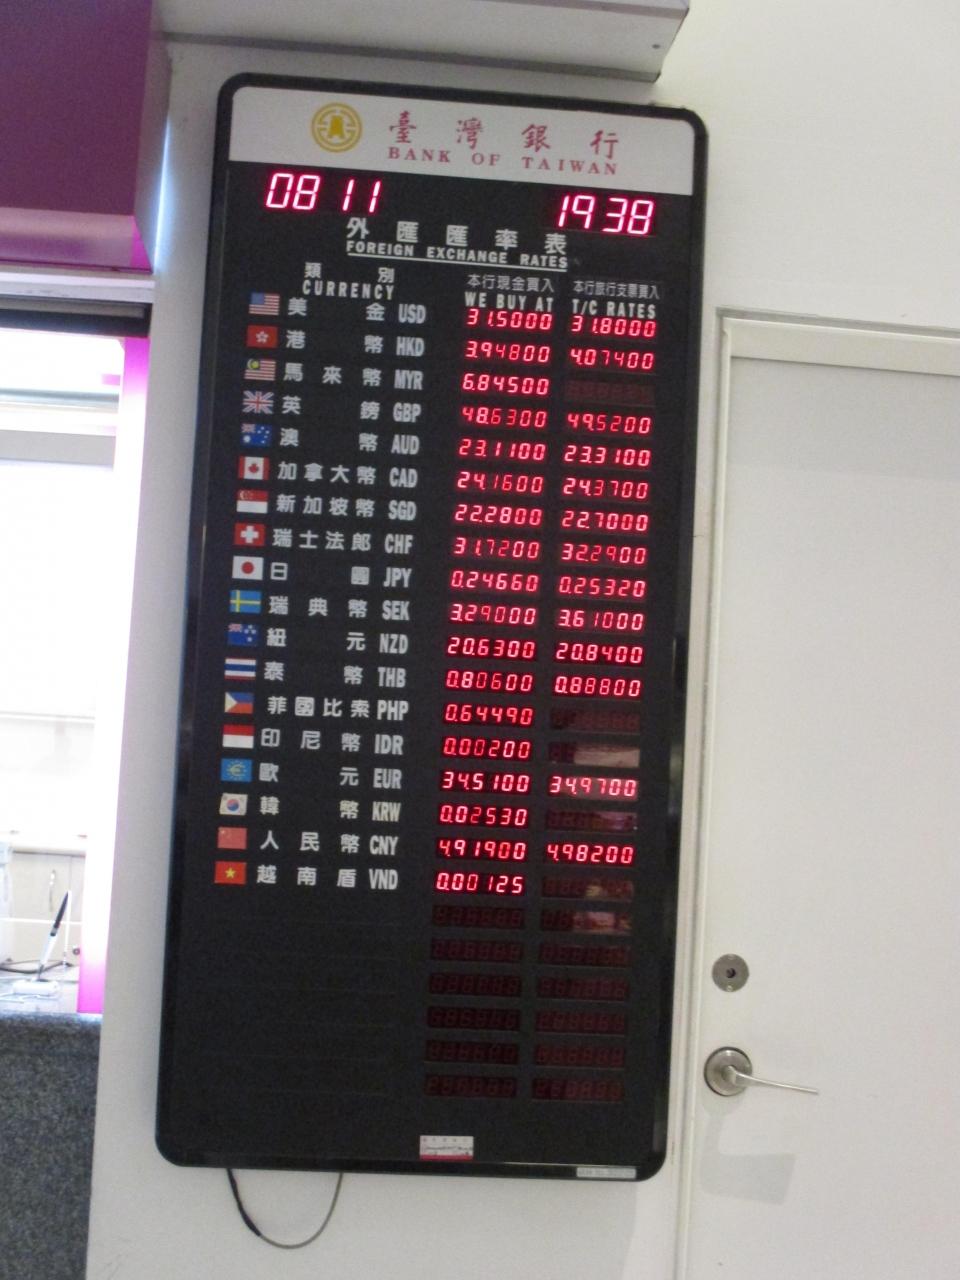 臺灣銀行
BANK OF TAIWAN
08 11 19 38
外匯匯率表
FOREIGN EXCHANGE RATES
類別 本行現金買入 本行旅行支票買入
CURRENCY WE BUY AT T/C RATES
美金 USD 31.5000 31.8000
港幣 HKD 3.94800 4.07400
馬來幣 MYR 6.84500
英鎊 GBP 48.6300 49.5200
澳幣 AUD 23.1100 23.3100
加拿大幣 CAD 24.1600 24.3700
新加坡幣 SGD 22.2800 22.7000
瑞士法郎 CHF 31.7200 32.2900
日圓 JPY 0.24660 0.25320
瑞典幣 SEK 3.29000 3.61000
紐元 NZD 20.6300 20.8400
泰幣 THB 0.80600 0.88800
菲國比索 PHP 0.64490
印尼幣 IDR 0.00200
歐元 EUR 34.5100 34.9700
韓幣 KRW 0.02530
人民幣 CNY 4.91900 4.98200
越南盾 VND 0.00125